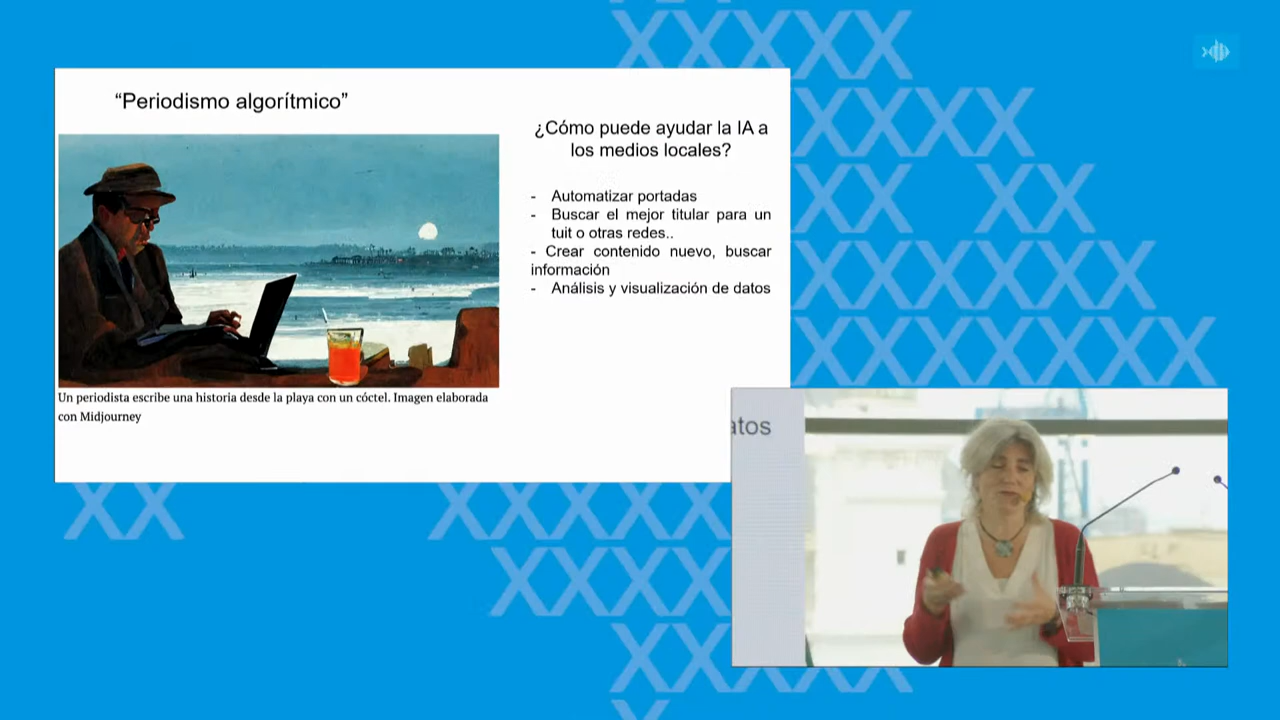 “Periodismo algorítmico”
¿Cómo puede ayudar la IA a
los medios locales?
- Automatizar portadas
- Buscar el mejor titular para un
tuit o otras redes..
- Crear contenido nuevo, buscar
información
- Análisis y visualización de datos
Un periodista escribe una historia desde la playa con un cóctel. Imagen elaborada
con Midjourney
atos